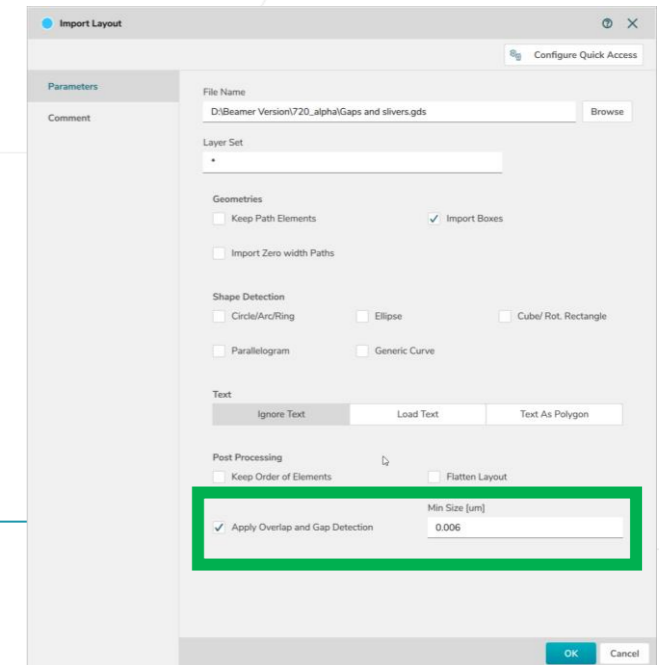 Import Layout
Configure Quick Access
Parameters
Comment
File Name
D:\Beamer Version\720_alpha\Gaps and slivers.gds
Browse
Layer Set
*
Geometries
Keep Path Elements
Import Boxes
Import Zero width Paths
Shape Detection
Circle/Arc/Ring
Ellipse
Cube/ Rot. Rectangle
Parallelogram
Generic Curve
Text
Ignore Text
Load Text
Text As Polygon
Post Processing
Keep Order of Elements
Flatten Layout
Min Size [um]
Apply Overlap and Gap Detection
0.006
OK
Cancel